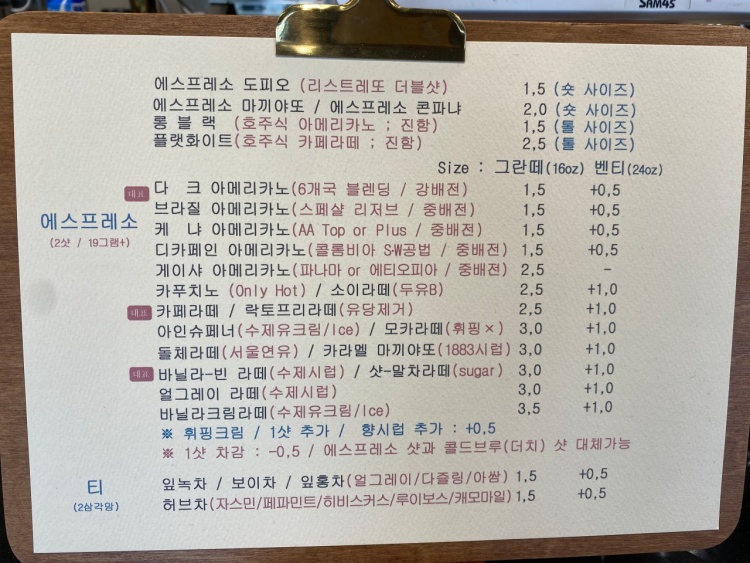 SAM4S
에스프레소 도피오 (리스트레또 더블샷) 1,5 (숏 사이즈)
에스프레소 마끼야또 / 에스프레소 콘파냐 2,0 (숏 사이즈)
롱 블 랙 (호주식 아메리카노 ; 진함) 1,5 (톨 사이즈)
플랫화이트(호주식 카페라떼 ; 진함) 2,5 (톨 사이즈)
Size : 그란떼(16oz) 벤티(24oz)
에스프레소
(2샷 / 19그램+)
대표 다 크 아메리카노(6개국 블렌딩 / 강배전) 1,5 +0,5
브라질 아메리카노(스페샬 리저브 / 중배전) 1,5 +0,5
케 냐 아메리카노(AA Top or Plus / 중배전) 1,5 +0,5
디카페인 아메리카노(콜롬비아 S·W공법 / 중배전) 1,5 +0,5
게이샤 아메리카노(파나마 or 에티오피아 / 중배전) 2,5 -
카푸치노 (Only Hot) / 소이라떼(두유B) 2,5 +1,0
대표 카페라떼 / 락토프리라떼(유당제거) 2,5 +1,0
아인슈페너(수제유크림/Ice) / 모카라떼(휘핑×) 3,0 +1,0
돌체라떼(서울연유) / 카라멜 마끼야또(1883시럽) 3,0 +1,0
대표 바닐라-빈 라떼(수제시럽) / 샷-말차라떼(sugar) 3,0 +1,0
얼그레이 라떼(수제시럽) 3,0 +1,0
바닐라크림라떼(수제유크림/Ice) 3,5 +1,0
※ 휘핑크림 / 1샷 추가 / 향시럽 추가 : +0,5
※ 1샷 차감 : -0,5 / 에스프레소 샷과 콜드브루(더치) 샷 대체가능
티
(2삼각망)
잎녹차 / 보이차 / 잎홍차(얼그레이/다즐링/아쌈) 1,5 +0,5
허브차(자스민/페파민트/히비스커스/루이보스/캐모마일) 1,5 +0,5